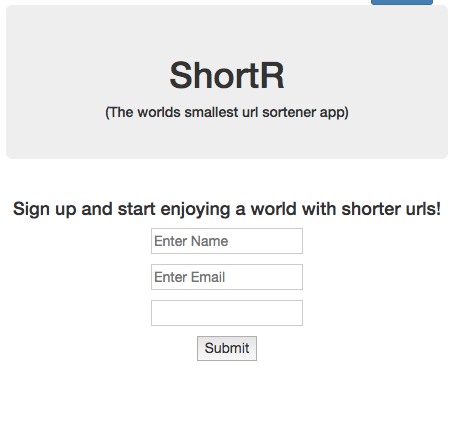 ShortR
(The worlds smallest url sortener app)
Sign up and start enjoying a world with shorter urls!
Enter Name
Enter Email
Submit